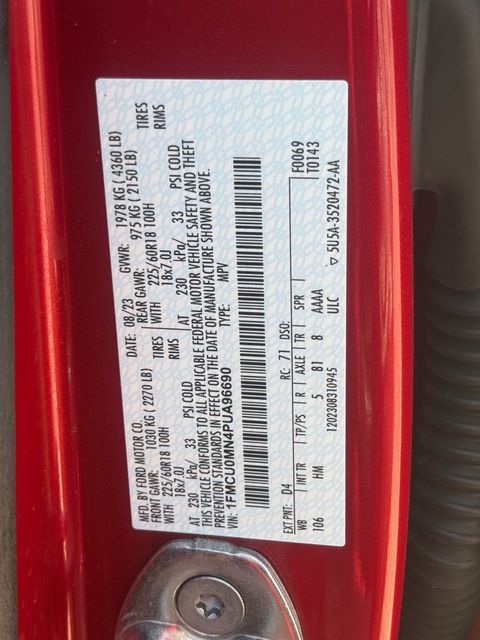 MFD. BY FORD MOTOR CO.
DATE: 08/23 GVWR: 1978 KG ( 4360 LB)
FRONT GAWR: 1030 KG ( 2270 LB) REAR GAWR: 975 KG ( 2150 LB)
WITH 225/60R18 100H TIRES WITH 225/60R18 100H TIRES
18x7.0J RIMS 18x7.0J RIMS
AT 230 kPa/ 33 PSI COLD AT 230 kPa/ 33 PSI COLD
THIS VEHICLE CONFORMS TO ALL APPLICABLE FEDERAL MOTOR VEHICLE SAFETY AND THEFT
PREVENTION STANDARDS IN EFFECT ON THE DATE OF MANUFACTURE SHOWN ABOVE.
VIN: 1FMCU0MN4PUA96690 TYPE: MPV
EXT PNT: D4 RC: 71 DSO: F0069
WB INT TR TP/PS R AXLE TR SPR T0143
106 HM 5 81 8 AAAA
1202308310945 ULC ▽ 5U5A-3520472-AA